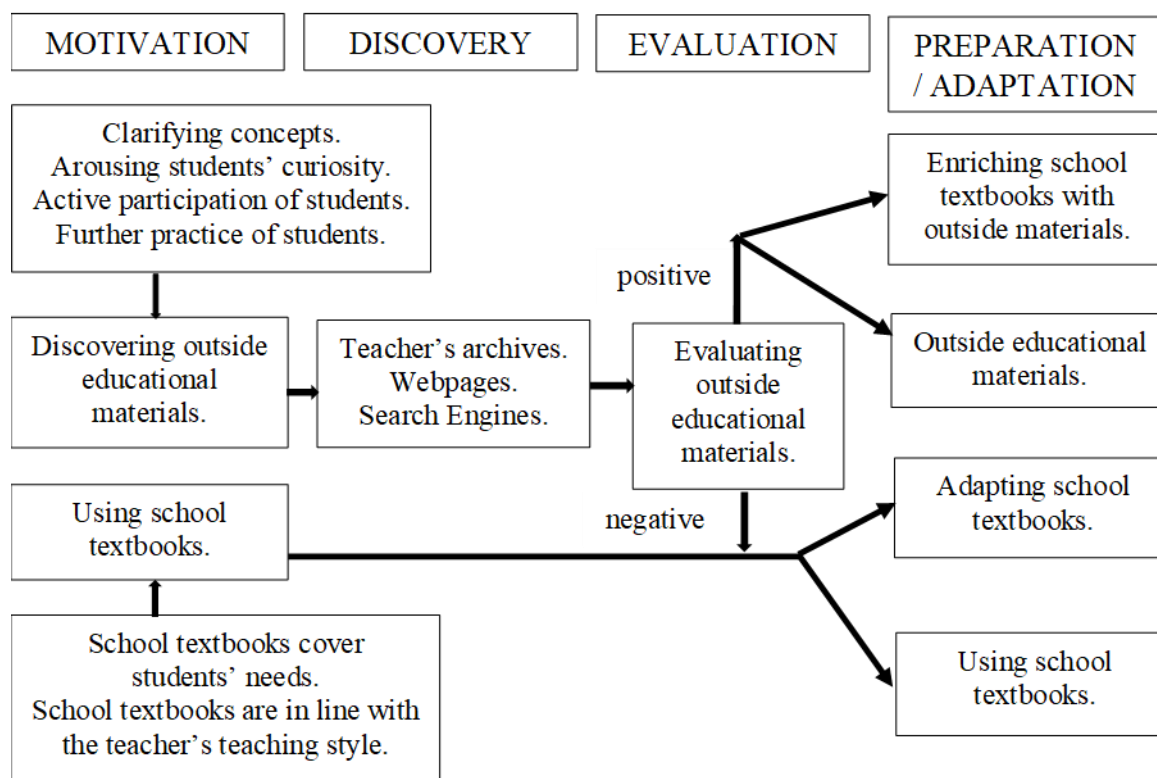 MOTIVATION
DISCOVERY
EVALUATION
PREPARATION
/ ADAPTATION
Clarifying concepts.
Arousing students’ curiosity.
Active participation of students.
Further practice of students.
Discovering outside
educational
materials.
Teacher’s archives.
Webpages.
Search Engines.
positive
Evaluating
outside
educational
materials.
negative
Enriching school
textbooks with
outside materials.
Outside educational
materials.
Using school
textbooks.
School textbooks cover
students’ needs.
School textbooks are in line with
the teacher’s teaching style.
Adapting school
textbooks.
Using school
textbooks.